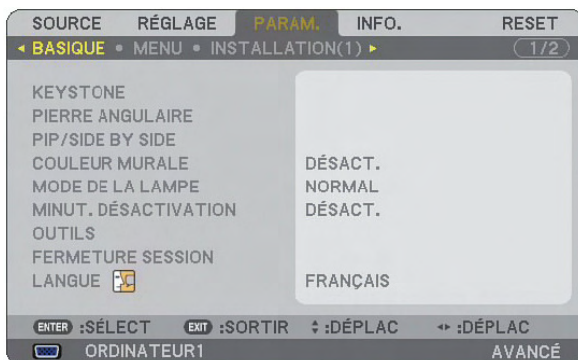 SOURCE RÉGLAGE PARAM. INFO. RESET
BASIQUE • MENU • INSTALLATION(1) 1/2
KEYSTONE
PIERRE ANGULAIRE
PIP/SIDE BY SIDE
COULEUR MURALE DÉSACT.
MODE DE LA LAMPE NORMAL
MINUT. DÉSACTIVATION DÉSACT.
OUTILS
FERMETURE SESSION
LANGUE FRANÇAIS
ENTER :SÉLECT EXIT :SORTIR :DÉPLAC :DÉPLAC
ORDINATEUR1 AVANCÉ